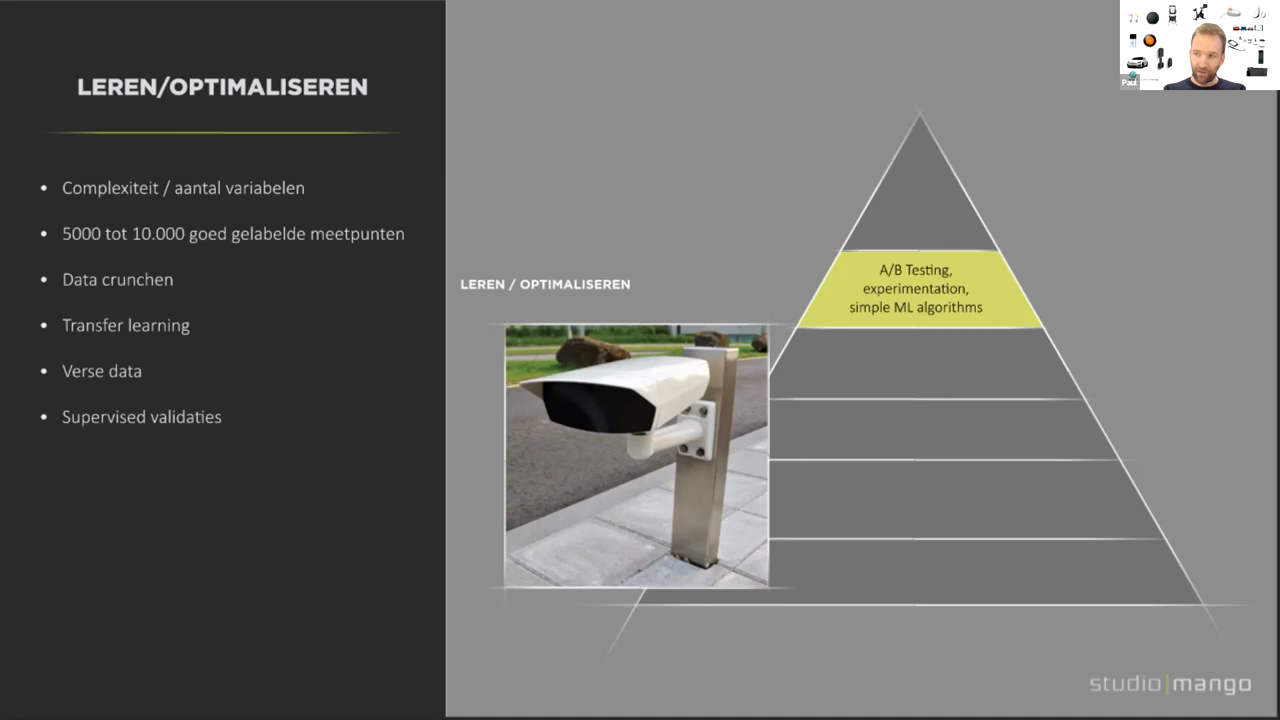 LEREN/OPTIMALISEREN
• Complexiteit / aantal variabelen
• 5000 tot 10.000 goed gelabelde meetpunten
• Data crunchen
• Transfer learning
• Verse data
• Supervised validaties
LEREN / OPTIMALISEREN
A/B Testing,
experimentation,
simple ML algorithms
Paul
studio|mango